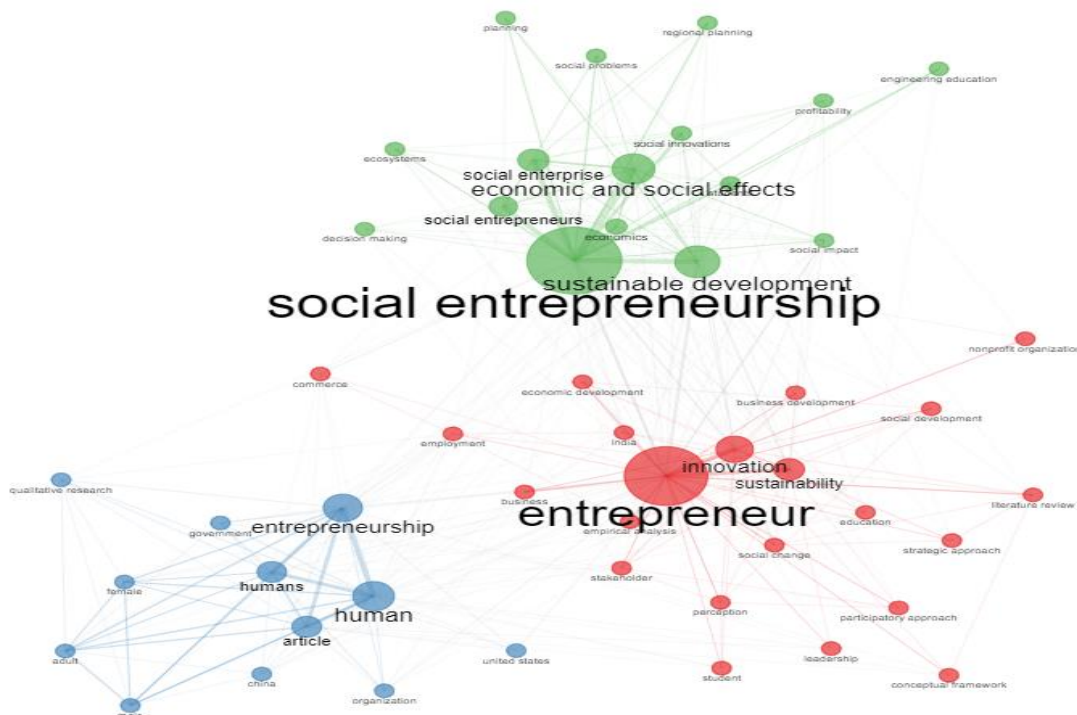 planning
regional planning
social problems
engineering education
profitability
social innovations
ecosystems
social enterprise
economic and social effects
social entrepreneurs
economics
decision making
social impact
sustainable development
social entrepreneurship
nonprofit organization
commerce
economic development
business development
social development
employment
india
innovation
sustainability
qualitative research
business
literature review
entrepreneur
entrepreneurship
government
empirical analysis
education
strategic approach
social change
stakeholder
humans
female
human
perception
participatory approach
article
adult
united states
leadership
china
student
conceptual framework
organization